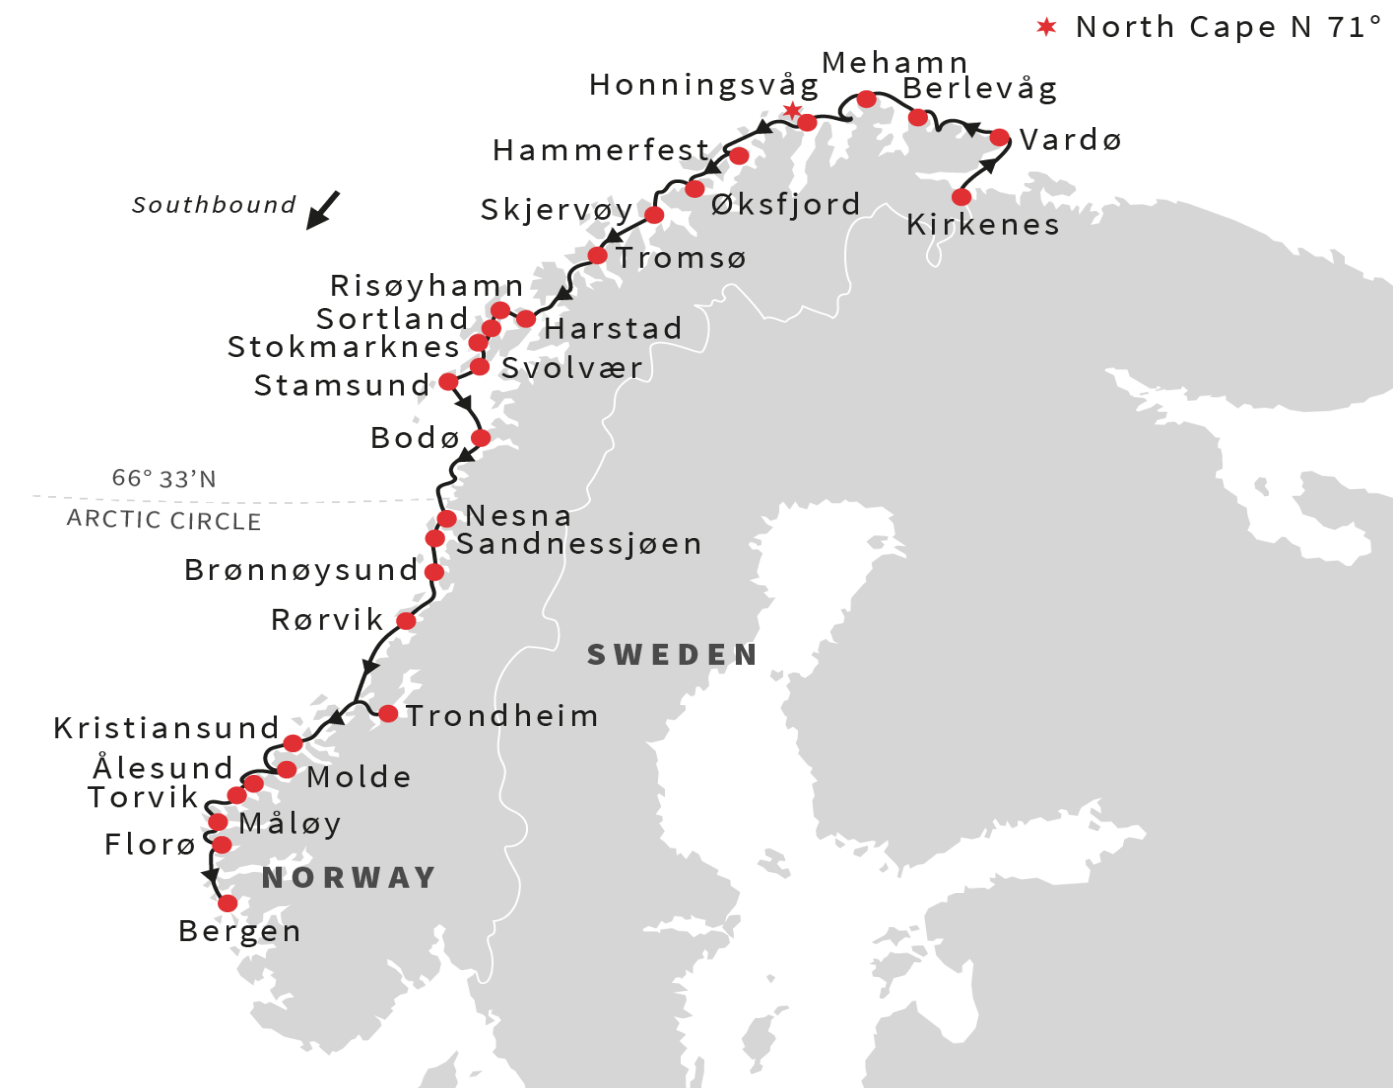 North Cape N 71°
Mehamn
Honningsvåg
Berlevåg
Vardø
Hammerfest
Southbound
Skjervøy
Øksfjord
Kirkenes
Tromsø
Risøyhamn
Sortland
Harstad
Stokmarknes
Svolvær
Stamsund
Bodø
66° 33’N
ARCTIC CIRCLE
Nesna
Sandnessjøen
Brønnøysund
Rørvik
SWEDEN
Trondheim
Kristiansund
Ålesund
Molde
Torvik
Måløy
Florø
NORWAY
Bergen